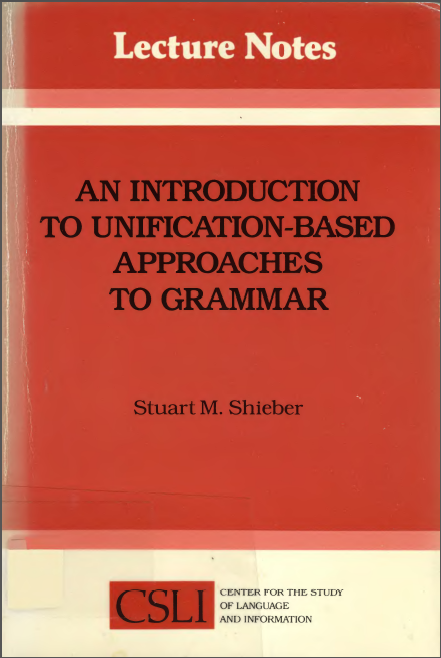 Lecture Notes
AN INTRODUCTION
TO UNIFICATION-BASED
APPROACHES
TO GRAMMAR
Stuart M. Shieber
CSLI
CENTER FOR THE STUDY
OF LANGUAGE
AND INFORMATION